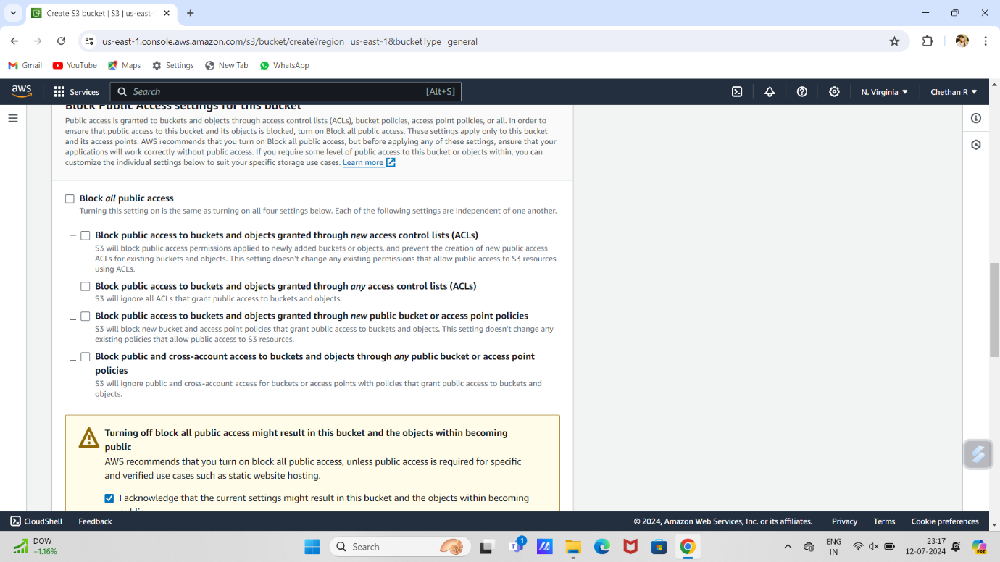 Create S3 bucket | S3 | us-east-
us-east-1.console.aws.amazon.com/s3/bucket/create?region=us-east-1&bucketType=general
Gmail YouTube Maps Settings New Tab WhatsApp
aws Services Search [Alt+S] N. Virginia Chethan R
Block Public Access settings for this bucket
Public access is granted to buckets and objects through access control lists (ACLs), bucket policies, access point policies, or all. In order to
ensure that public access to this bucket and its objects is blocked, turn on Block all public access. These settings apply only to this bucket
and its access points. AWS recommends that you turn on Block all public access, but before applying any of these settings, ensure that your
applications will work correctly without public access. If you require some level of public access to this bucket or objects within, you can
customize the individual settings below to suit your specific storage use cases. Learn more
Block all public access
Turning this setting on is the same as turning on all four settings below. Each of the following settings are independent of one another.
Block public access to buckets and objects granted through new access control lists (ACLs)
S3 will block public access permissions applied to newly added buckets or objects, and prevent the creation of new public access
ACLs for existing buckets and objects. This setting doesn't change any existing permissions that allow public access to S3 resources
using ACLs.
Block public access to buckets and objects granted through any access control lists (ACLs)
S3 will ignore all ACLs that grant public access to buckets and objects.
Block public access to buckets and objects granted through new public bucket or access point policies
S3 will block new bucket and access point policies that grant public access to buckets and objects. This setting doesn't change any
existing policies that allow public access to S3 resources.
Block public and cross-account access to buckets and objects through any public bucket or access point
policies
S3 will ignore public and cross-account access for buckets or access points with policies that grant public access to buckets and
objects.
Turning off block all public access might result in this bucket and the objects within becoming
public
AWS recommends that you turn on block all public access, unless public access is required for specific
and verified use cases such as static website hosting.
I acknowledge that the current settings might result in this bucket and the objects within becoming
public.
CloudShell Feedback © 2024, Amazon Web Services, Inc. or its affiliates. Privacy Terms Cookie preferences
DOW
+1.16%
Search
1
ENG
IN
23:17
12-07-2024
PRE